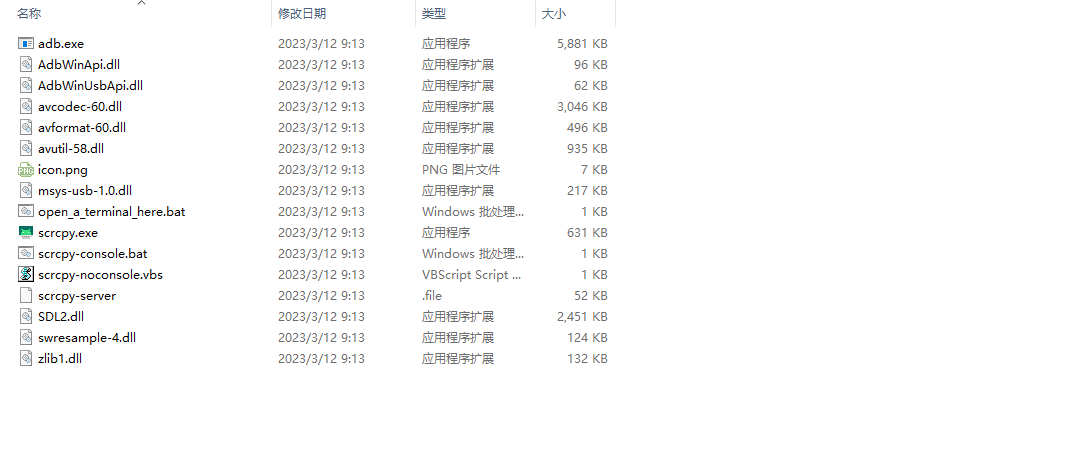 名称 修改日期 类型 大小
adb.exe 2023/3/12 9:13 应用程序 5,881 KB
AdbWinApi.dll 2023/3/12 9:13 应用程序扩展 96 KB
AdbWinUsbApi.dll 2023/3/12 9:13 应用程序扩展 62 KB
avcodec-60.dll 2023/3/12 9:13 应用程序扩展 3,046 KB
avformat-60.dll 2023/3/12 9:13 应用程序扩展 496 KB
avutil-58.dll 2023/3/12 9:13 应用程序扩展 935 KB
icon.png 2023/3/12 9:13 PNG 图片文件 7 KB
msys-usb-1.0.dll 2023/3/12 9:13 应用程序扩展 217 KB
open_a_terminal_here.bat 2023/3/12 9:13 Windows 批处理... 1 KB
scrcpy.exe 2023/3/12 9:13 应用程序 631 KB
scrcpy-console.bat 2023/3/12 9:13 Windows 批处理... 1 KB
scrcpy-noconsole.vbs 2023/3/12 9:13 VBScript Script ... 1 KB
scrcpy-server 2023/3/12 9:13 .file 52 KB
SDL2.dll 2023/3/12 9:13 应用程序扩展 2,451 KB
swresample-4.dll 2023/3/12 9:13 应用程序扩展 124 KB
zlib1.dll 2023/3/12 9:13 应用程序扩展 132 KB